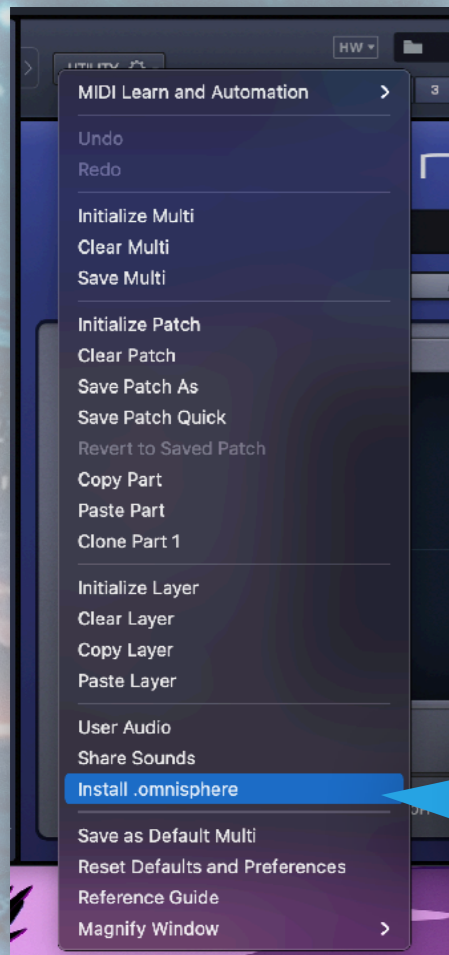 HW
UTILITY
3
MIDI Learn and Automation
Undo
Redo
Initialize Multi
Clear Multi
Save Multi
Initialize Patch
Clear Patch
Save Patch As
Save Patch Quick
Revert to Saved Patch
Copy Part
Paste Part
Clone Part 1
Initialize Layer
Clear Layer
Copy Layer
Paste Layer
User Audio
Share Sounds
Install .omnisphere
Save as Default Multi
Reset Defaults and Preferences
Reference Guide
Magnify Window